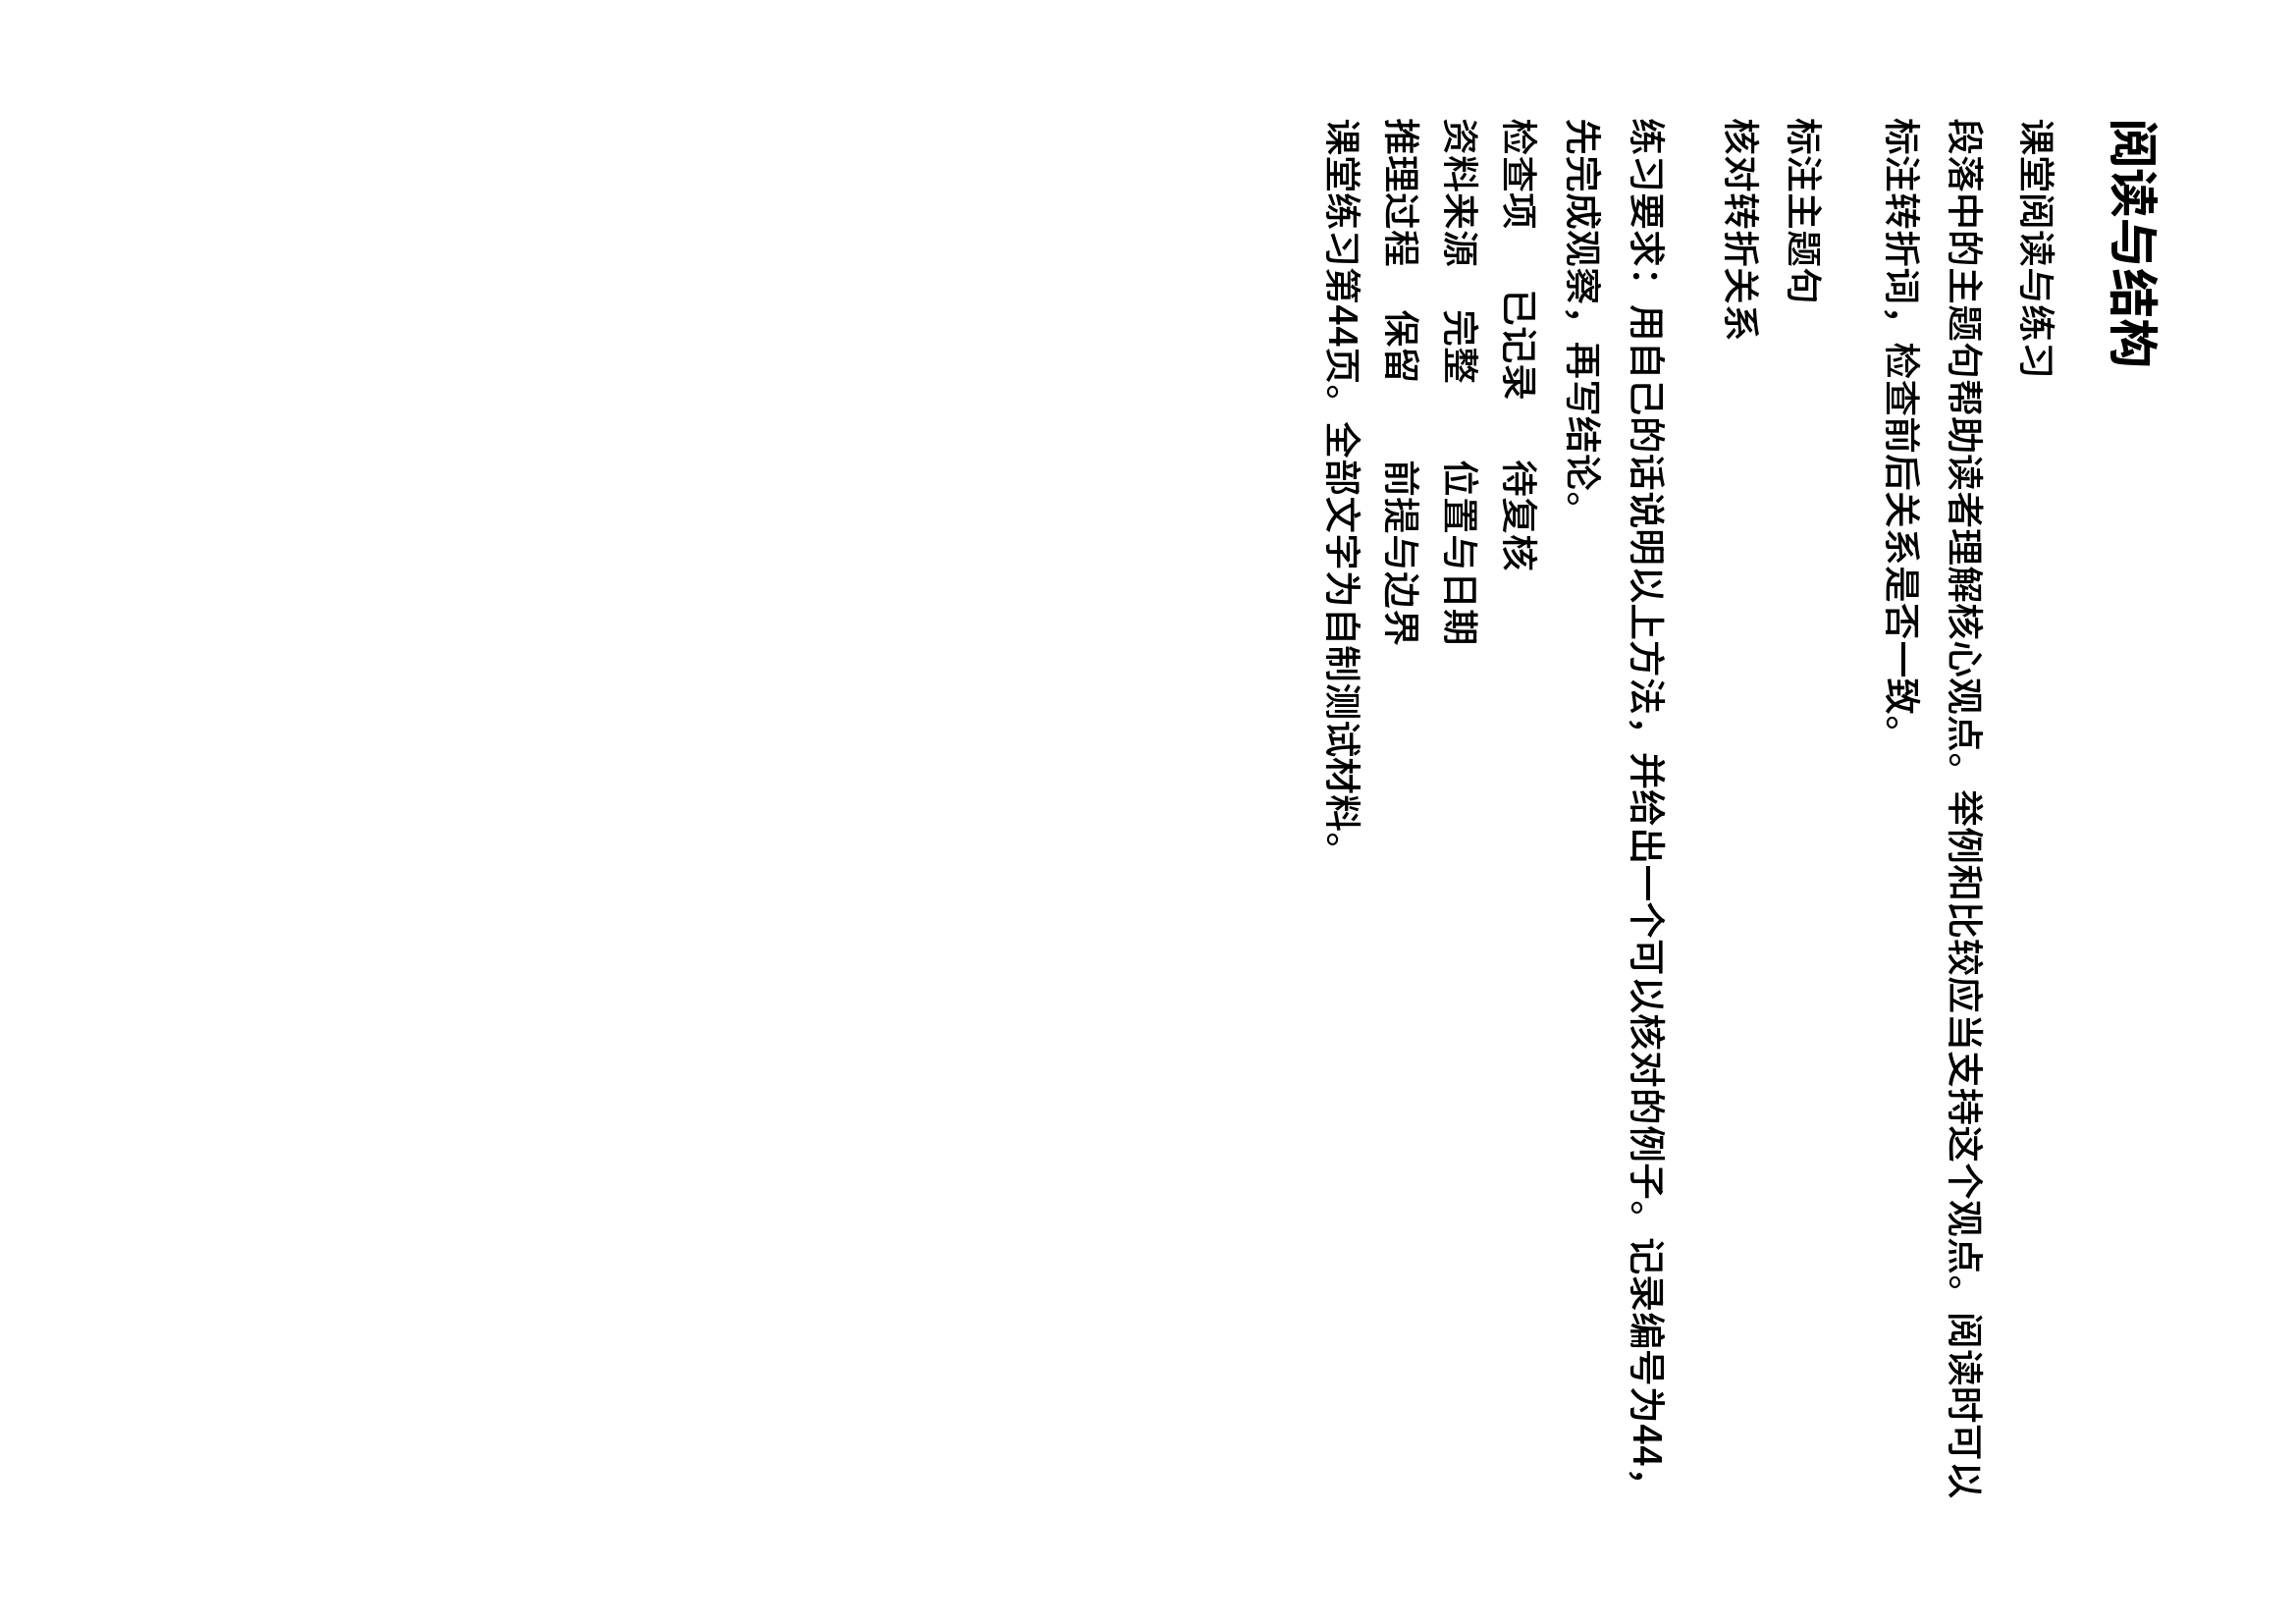 阅读与结构
课堂阅读与练习
段落中的主题句帮助读者理解核心观点。举例和比较应当支持这个观点。阅读时可以
标注转折词，检查前后关系是否一致。
标注主题句
核对转折关系
练习要求：用自己的话说明以上方法，并给出一个可以核对的例子。记录编号为44，
先完成观察，再写结论。
检查项 已记录 待复核
资料来源 完整 位置与日期
推理过程 保留 前提与边界
课堂练习第44页。全部文字为自制测试材料。